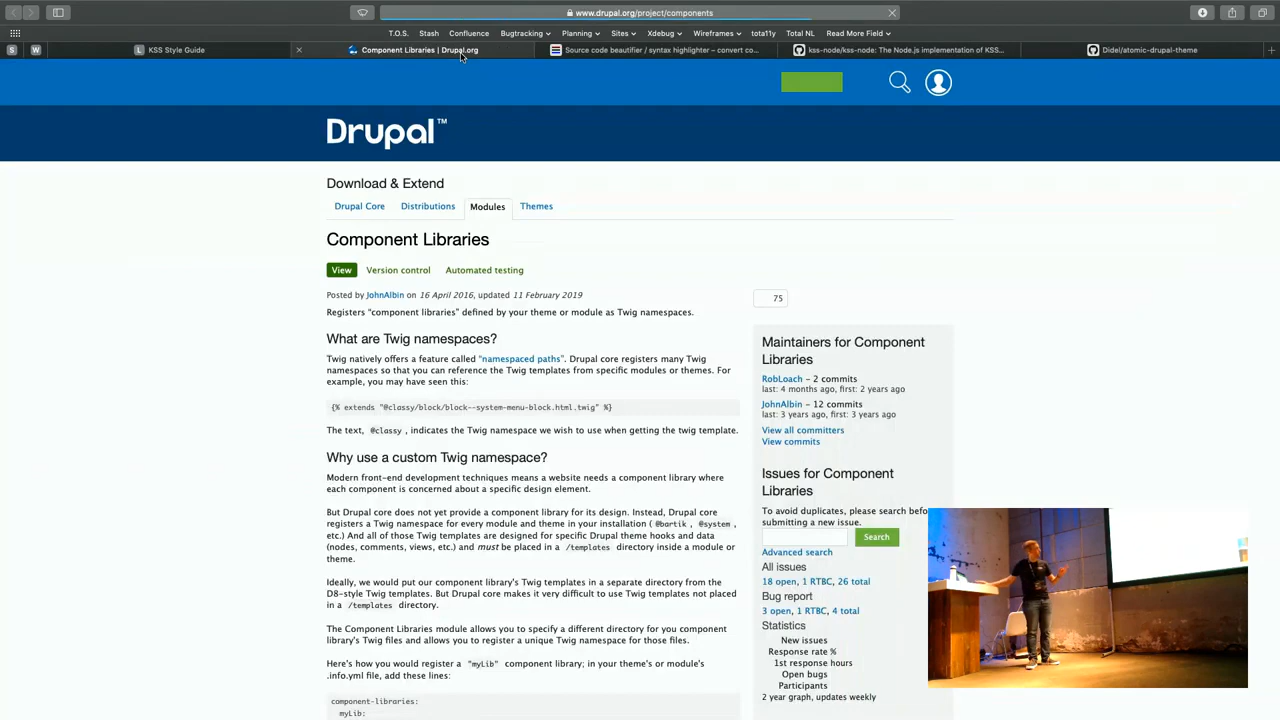 www.drupal.org/project/components
T.O.S. Stash Confluence Bugtracking Planning Sites Xdebug Wireframes tota11y Total NL Read More Field
S W L KSS Style Guide Component Libraries | Drupal.org Source code beautifier / syntax highlighter – convert co... kss-node/kss-node: The Node.js implementation of KSS... Didel/atomic-drupal-theme
Drupal™
Download & Extend
Drupal Core Distributions Modules Themes
Component Libraries
View Version control Automated testing
Posted by JohnAlbin on 16 April 2016, updated 11 February 2019
Registers “component libraries” defined by your theme or module as Twig namespaces.
What are Twig namespaces?
Twig natively offers a feature called “namespaced paths”. Drupal core registers many Twig
namespaces so that you can reference the Twig templates from specific modules or themes. For
example, you may have seen this:
{% extends "@classy/block/block--system-menu-block.html.twig" %}
The text, @classy, indicates the Twig namespace we wish to use when getting the twig template.
Why use a custom Twig namespace?
Modern front-end development techniques means a website needs a component library where
each component is concerned about a specific design element.
But Drupal core does not yet provide a component library for its design. Instead, Drupal core
registers a Twig namespace for every module and theme in your installation ( @bartik , @system ,
etc.) And all of those Twig templates are designed for specific Drupal theme hooks and data
(nodes, comments, views, etc.) and must be placed in a /templates directory inside a module or
theme.
Ideally, we would put our component library's Twig templates in a separate directory from the
D8-style Twig templates. But Drupal core makes it very difficult to use Twig templates not placed
in a /templates directory.
The Component Libraries module allows you to specify a different directory for you component
library's Twig files and allows you to register a unique Twig namespace for those files.
Here's how you would register a "myLib" component library; in your theme's or module's
.info.yml file, add these lines:
component-libraries:
myLib:
75
Maintainers for Component
Libraries
RobLoach – 2 commits
last: 4 months ago, first: 2 years ago
JohnAlbin – 12 commits
last: 3 years ago, first: 3 years ago
View all committers
View commits
Issues for Component
Libraries
To avoid duplicates, please search before
submitting a new issue.
Search
Advanced search
All issues
18 open, 1 RTBC, 26 total
Bug report
3 open, 1 RTBC, 4 total
Statistics
New issues
Response rate %
1st response hours
Open bugs
Participants
2 year graph, updates weekly